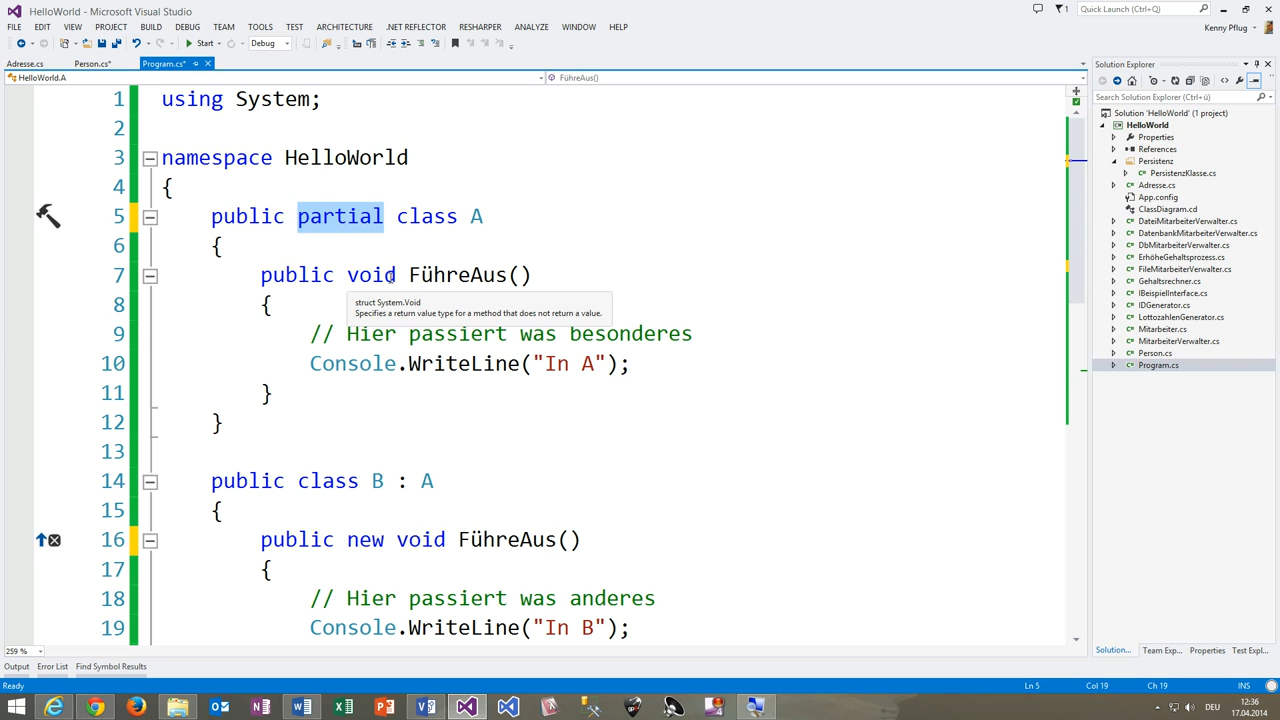 HelloWorld - Microsoft Visual Studio
1
Quick Launch (Ctrl+Q)
FILE EDIT VIEW PROJECT BUILD DEBUG TEAM TOOLS TEST ARCHITECTURE .NET REFLECTOR RESHARPER ANALYZE WINDOW HELP
Kenny Pflug
Start
Debug
Adresse.cs
Person.cs*
Program.cs*
HelloWorld.A
FühreAus()
1 using System;
2
3 namespace HelloWorld
4 {
5 public partial class A
6 {
7 public void FühreAus()
8 {
struct System.Void
Specifies a return value type for a method that does not return a value.
9 // Hier passiert was besonderes
10 Console.WriteLine("In A");
11 }
12 }
13
14 public class B : A
15 {
16 public new void FühreAus()
17 {
18 // Hier passiert was anderes
19 Console.WriteLine("In B");
259 %
Solution Explorer
Search Solution Explorer (Ctrl+ü)
Solution 'HelloWorld' (1 project)
HelloWorld
Properties
References
Persistenz
PersistenzKlasse.cs
Adresse.cs
App.config
ClassDiagram.cd
DateiMitarbeiterVerwalter.cs
DatenbankMitarbeiterVerwalter.cs
DbMitarbeiterVerwalter.cs
ErhöheGehaltsprozess.cs
FileMitarbeiterVerwalter.cs
Gehaltsrechner.cs
IBeispielInterface.cs
IDGenerator.cs
LottozahlenGenerator.cs
Mitarbeiter.cs
MitarbeiterVerwalter.cs
Person.cs
Program.cs
Solution... Team Exp... Properties Test Expl...
Output Error List Find Symbol Results
Ready
Ln 5
Col 19
Ch 19
INS
DEU
12:36
17.04.2014